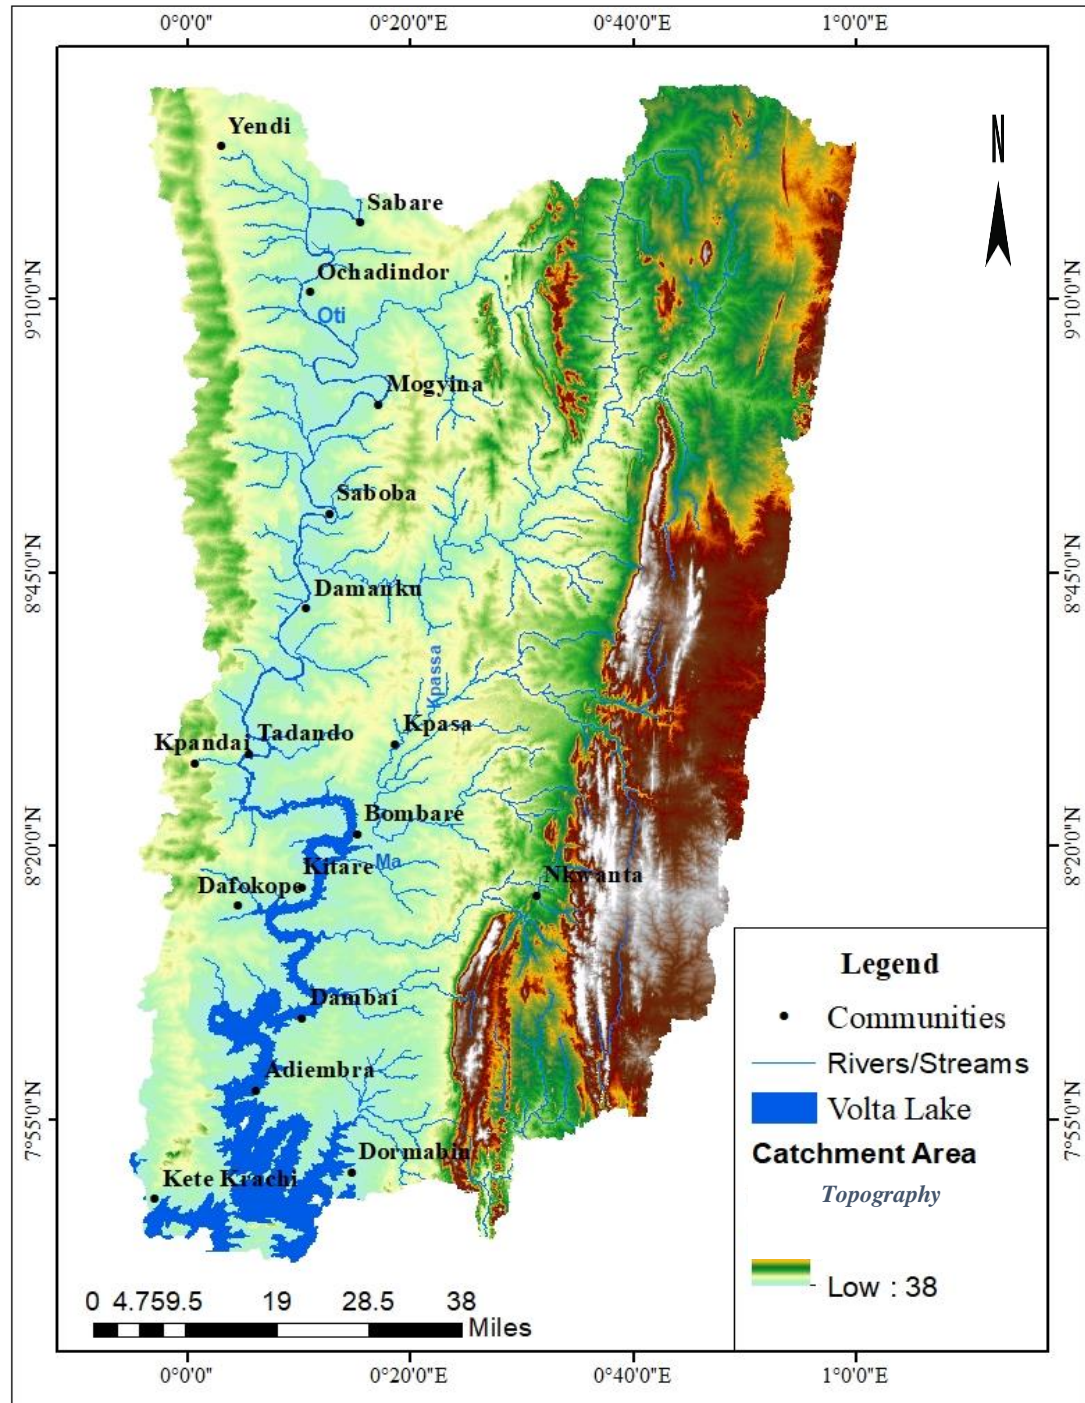 0°0'0" 0°20'0"E 0°40'0"E 1°0'0"E
N
Yendi
Sabare
Ochadindor
Oti
9°10'0"N 9°10'0"N
Mogyina
Saboba
8°45'0"N 8°45'0"N
Damanku
Kpassa
Kpasa
Tadando
Kpandai
Bombare
8°20'0"N 8°20'0"N
Ma
Kitare
Nkwanta
Dafokope
Dambai
Adiembra
7°55'0"N 7°55'0"N
Dormabin
Kete Krachi
Legend
Communities
Rivers/Streams
Volta Lake
Catchment Area
Topography
Low : 38
0 4.759.5 19 28.5 38
Miles
0°0'0" 0°20'0"E 0°40'0"E 1°0'0"E